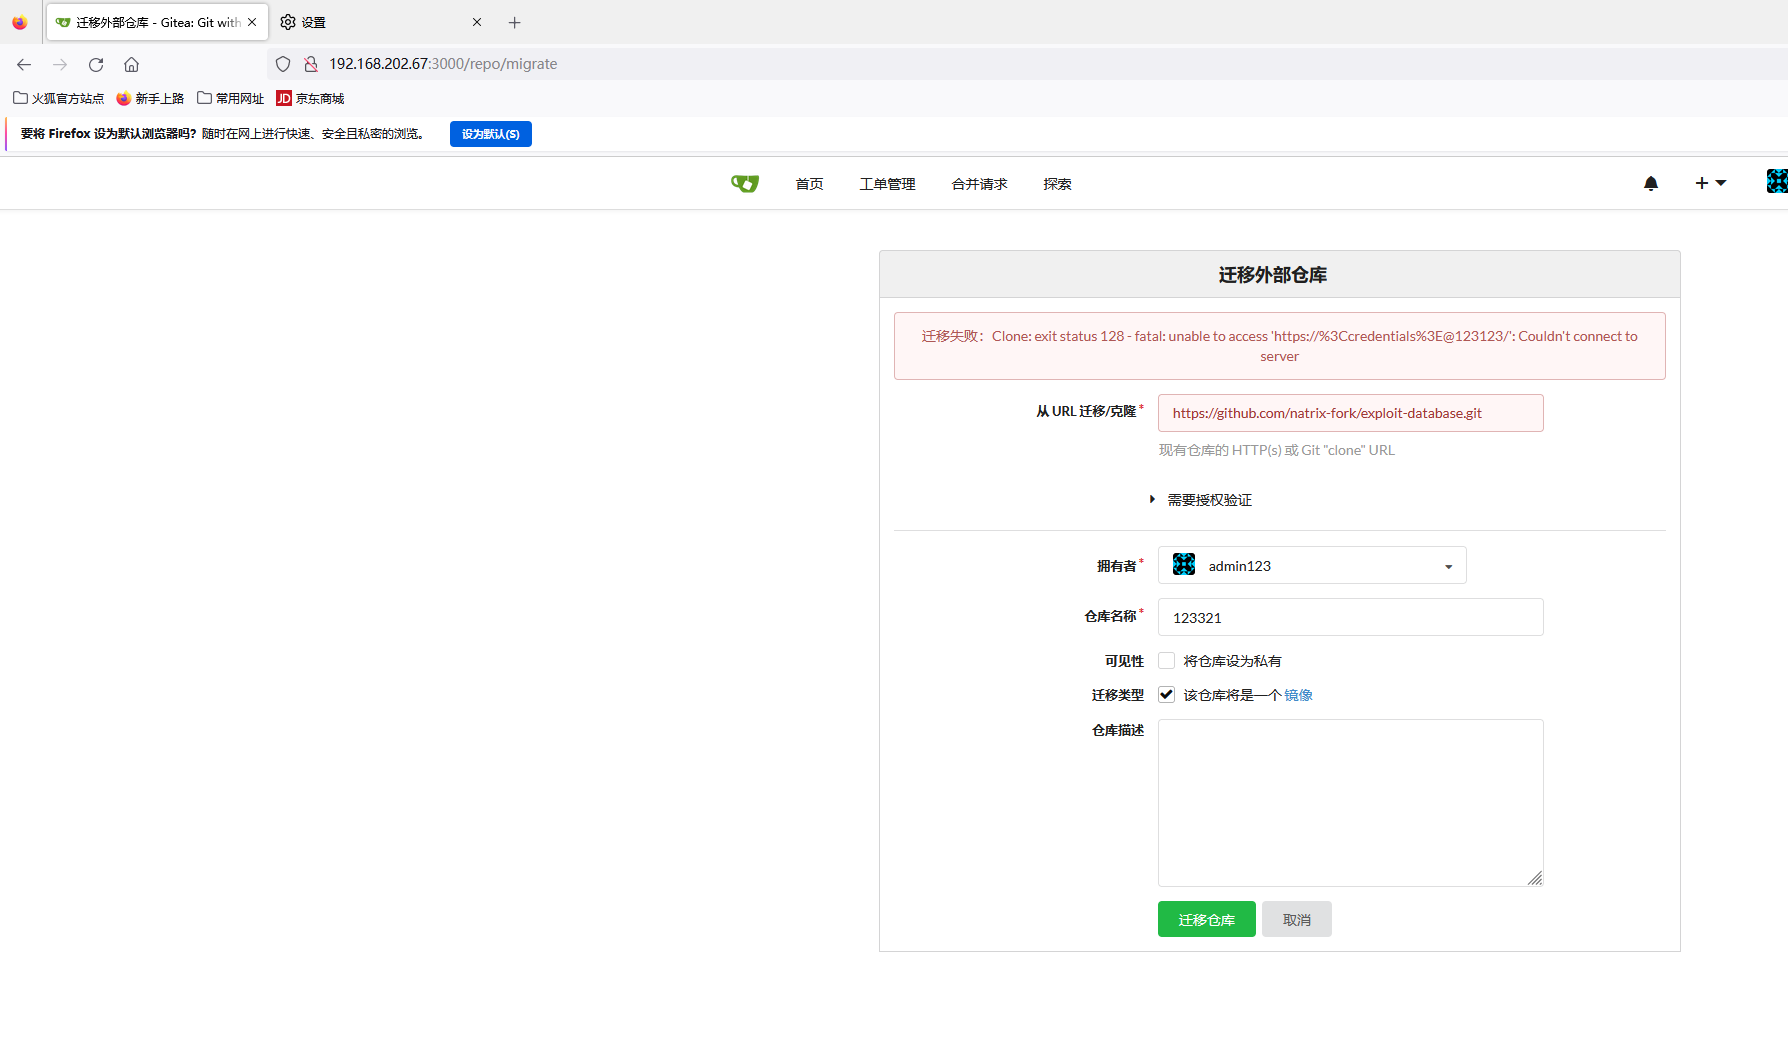 迁移外部仓库 - Gitea: Git with
设置
192.168.202.67:3000/repo/migrate
火狐官方站点
新手上路
常用网址
JD 京东商城
要将 Firefox 设为默认浏览器吗? 随时在网上进行快速、安全且私密的浏览。
设为默认(S)
首页
工单管理
合并请求
探索
迁移外部仓库
迁移失败：Clone: exit status 128 - fatal: unable to access 'https://%3Ccredentials%3E@123123/': Couldn't connect to
server
从 URL 迁移/克隆*
https://github.com/natrix-fork/exploit-database.git
现有仓库的 HTTP(s) 或 Git "clone" URL
需要授权验证
拥有者*
admin123
仓库名称*
123321
可见性
将仓库设为私有
迁移类型
该仓库将是一个 镜像
仓库描述
迁移仓库
取消